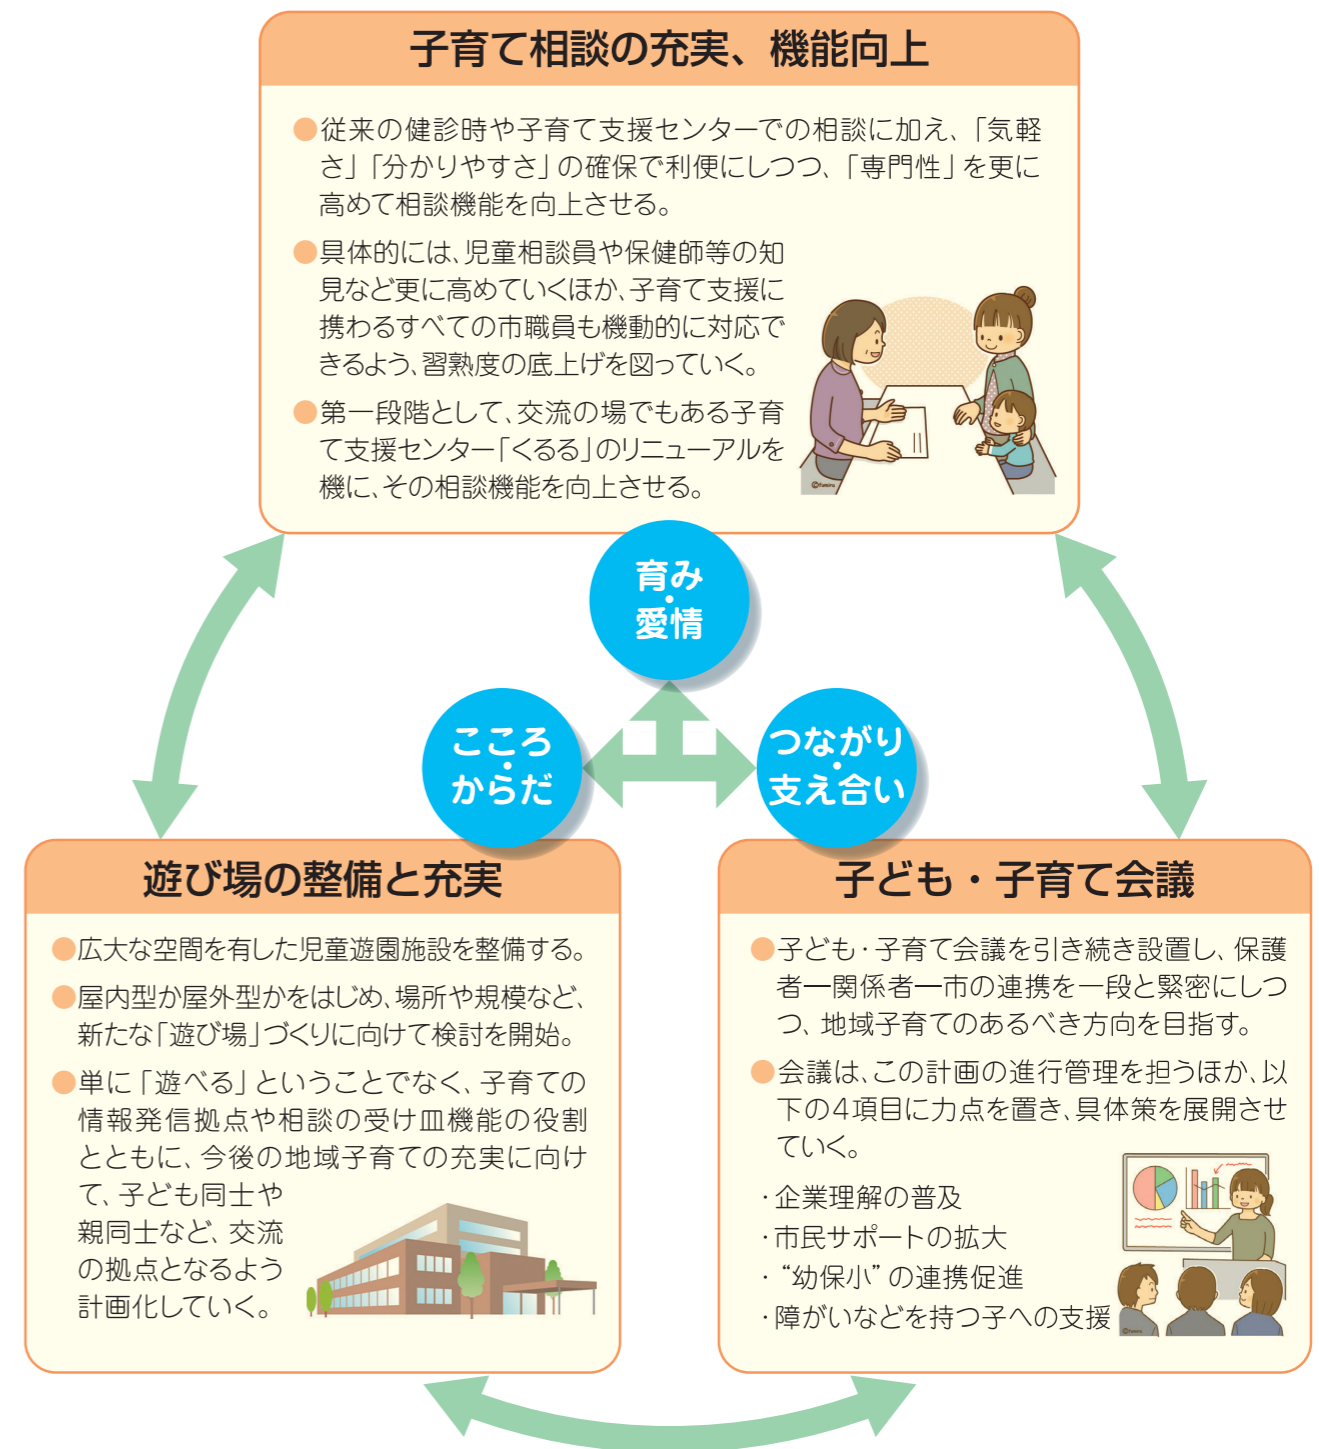 子育て相談の充実、機能向上
●従来の健診時や子育て支援センターでの相談に加え、「気軽
さ」「分かりやすさ」の確保で利便にしつつ、「専門性」を更に
高めて相談機能を向上させる。
●具体的には、児童相談員や保健師等の知
見など更に高めていくほか、子育て支援に
携わるすべての市職員も機動的に対応で
きるよう、習熟度の底上げを図っていく。
●第一段階として、交流の場でもある子育
て支援センター「くるる」のリニューアルを
機に、その相談機能を向上させる。
©fumira
育み
・
愛情
こころ
・
からだ
つながり
・
支え合い
遊び場の整備と充実
●広大な空間を有した児童遊園施設を整備する。
●屋内型か屋外型かをはじめ、場所や規模など、
新たな「遊び場」づくりに向けて検討を開始。
●単に「遊べる」ということでなく、子育ての
情報発信拠点や相談の受け皿機能の役割
とともに、今後の地域子育ての充実に向け
て、子ども同士や
親同士など、交流
の拠点となるよう
計画化していく。
子ども・子育て会議
●子ども・子育て会議を引き続き設置し、保護
者―関係者―市の連携を一段と緊密にしつ
つ、地域子育てのあるべき方向を目指す。
●会議は、この計画の進行管理を担うほか、以
下の4項目に力点を置き、具体策を展開させ
ていく。
・企業理解の普及
・市民サポートの拡大
・“幼保小”の連携促進
・障がいなどを持つ子への支援
©fumira